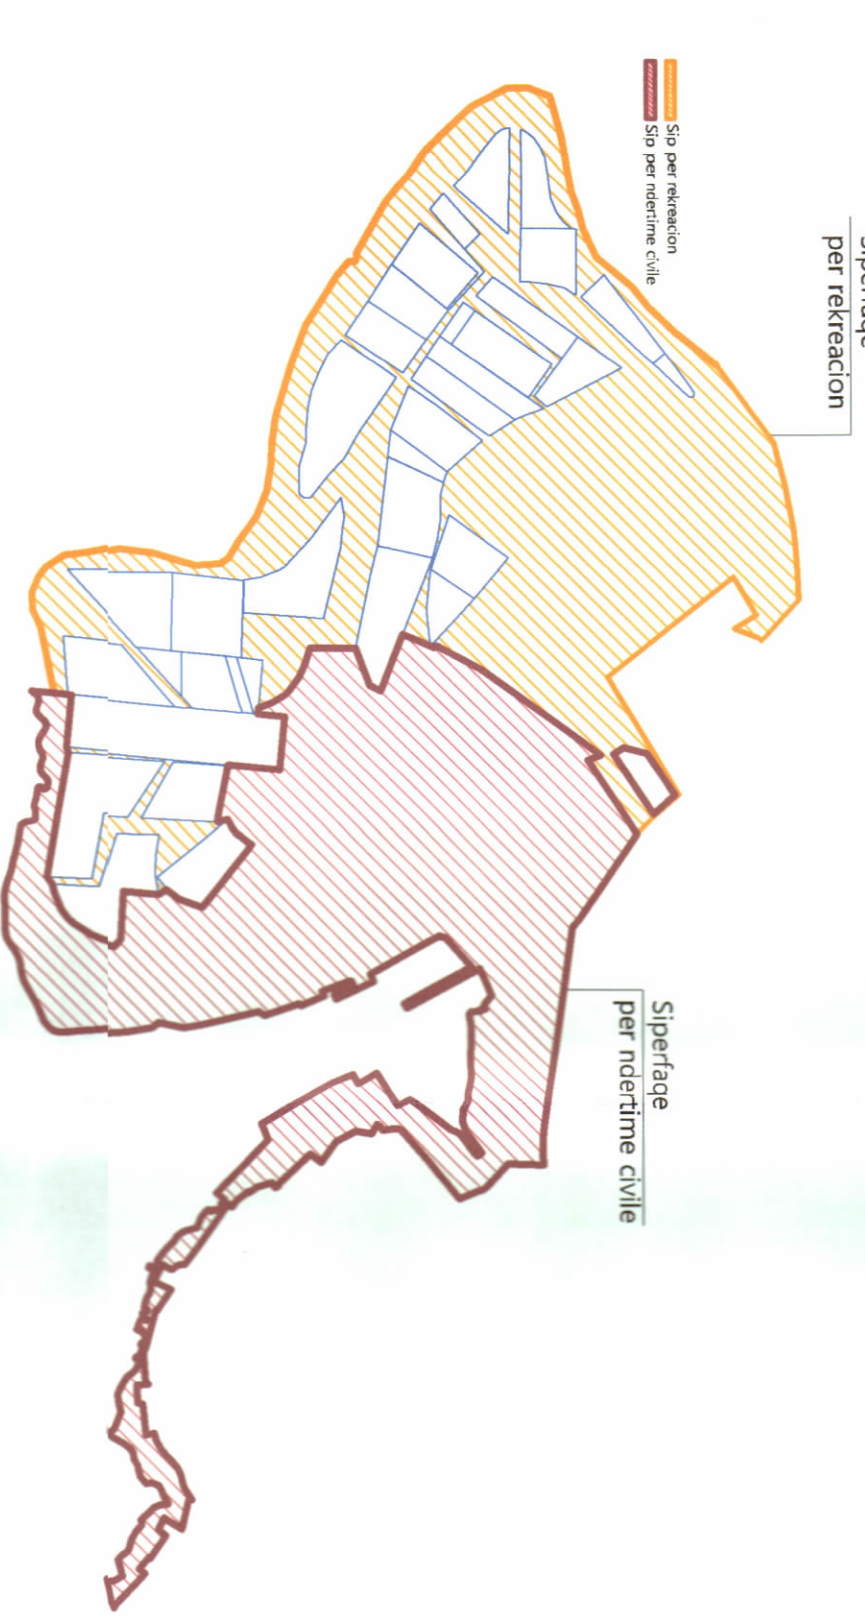 Sip per rekreacion
Sip per ndertime civile
per rekreacion
Siperfaqe
per ndertime civile